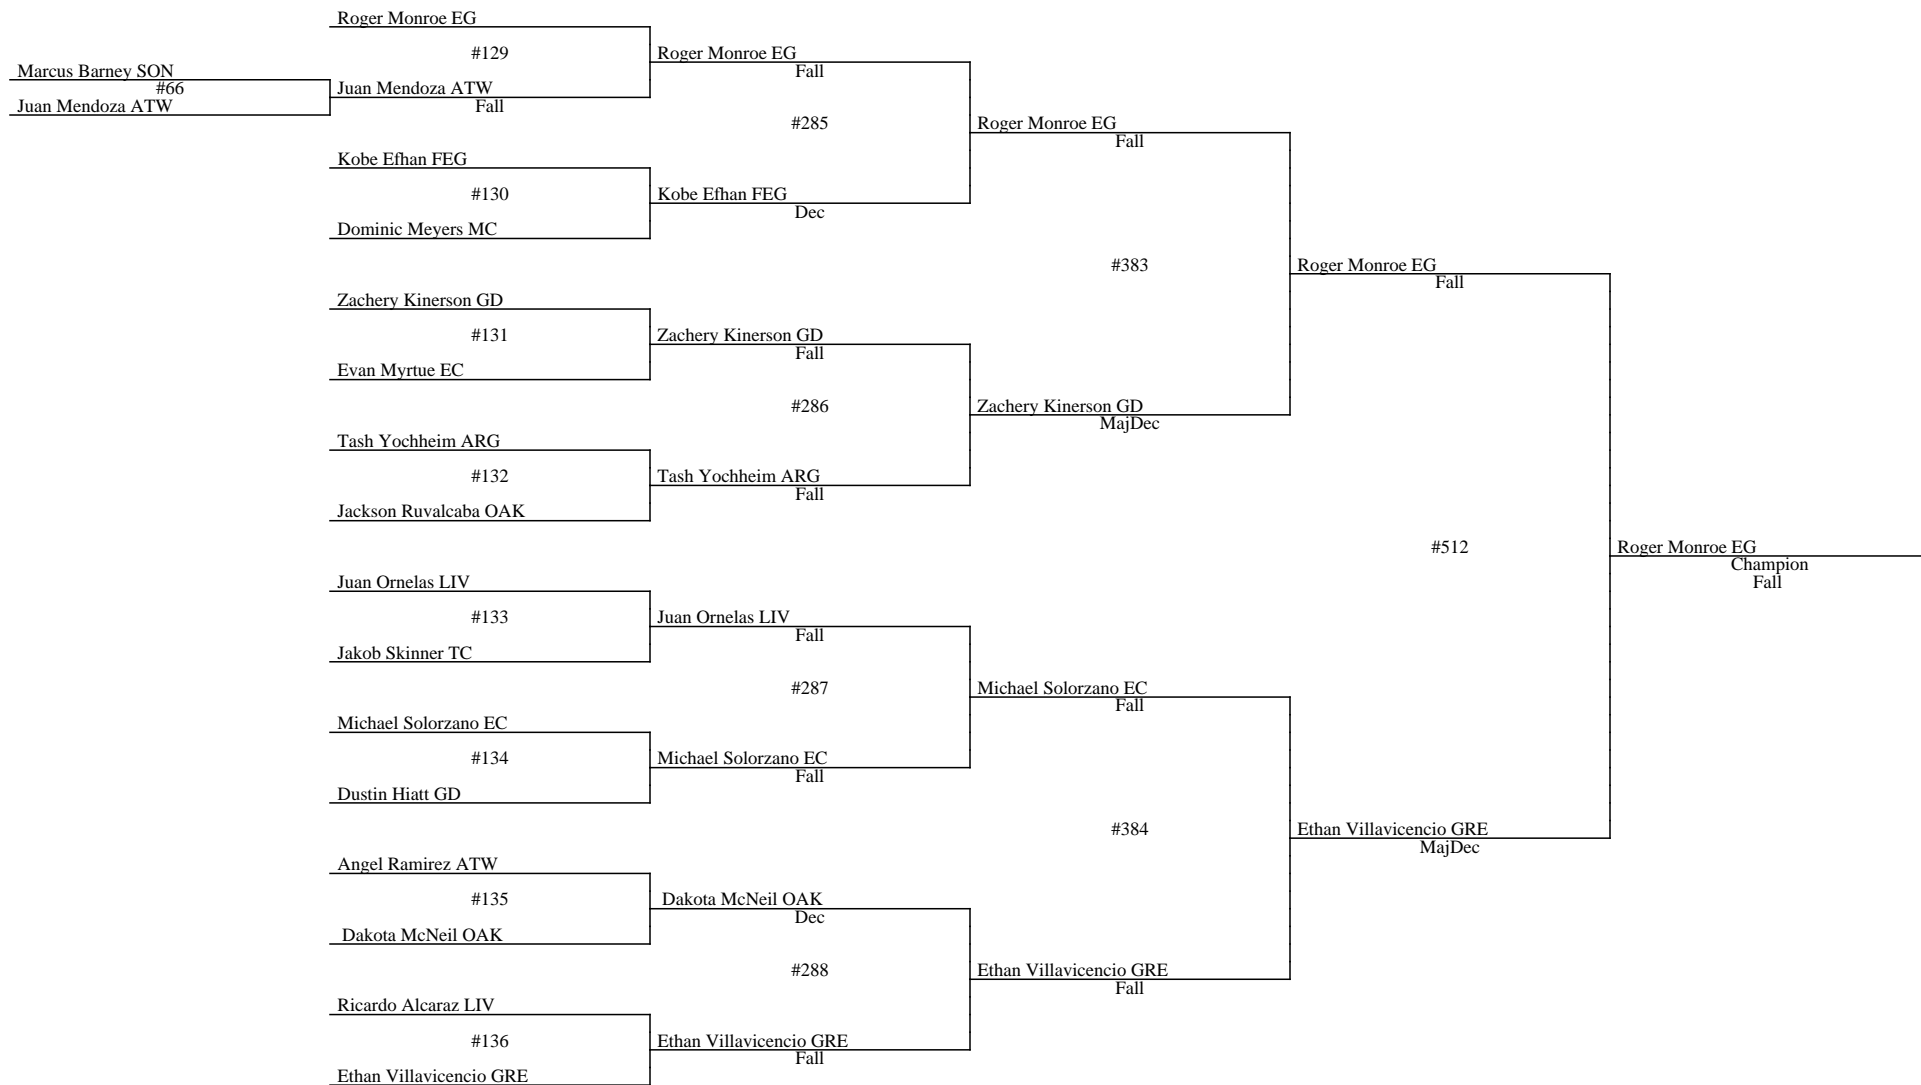 Roger Monroe EG
#129
Roger Monroe EG
Fall
Marcus Barney SON
#66
Juan Mendoza ATW
Juan Mendoza ATW
Fall
#285
Roger Monroe EG
Fall
Kobe Efhan FEG
#130
Kobe Efhan FEG
Dec
Dominic Meyers MC
#383
Roger Monroe EG
Fall
Zachery Kinerson GD
#131
Zachery Kinerson GD
Fall
Evan Myrtue EC
#286
Zachery Kinerson GD
MajDec
Tash Yochheim ARG
#132
Tash Yochheim ARG
Fall
Jackson Ruvalcaba OAK
#512
Roger Monroe EG
Champion
Fall
Juan Ornelas LIV
#133
Juan Ornelas LIV
Fall
Jakob Skinner TC
#287
Michael Solorzano EC
Fall
Michael Solorzano EC
#134
Michael Solorzano EC
Fall
Dustin Hiatt GD
#384
Ethan Villavicencio GRE
MajDec
Angel Ramirez ATW
#135
Dakota McNeil OAK
Dec
Dakota McNeil OAK
#288
Ethan Villavicencio GRE
Fall
Ricardo Alcaraz LIV
#136
Ethan Villavicencio GRE
Fall
Ethan Villavicencio GRE